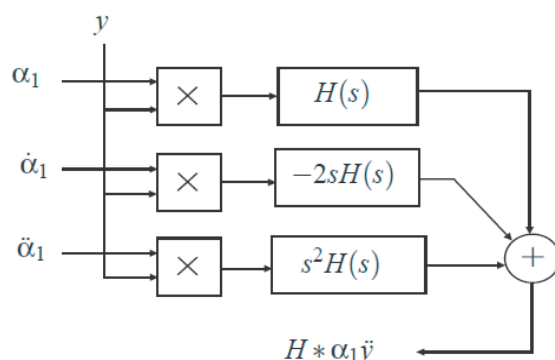 y
α₁ × H(s)
α̇₁ × −2sH(s)
α̈₁ × s²H(s)
+
H ∗ α₁ÿ